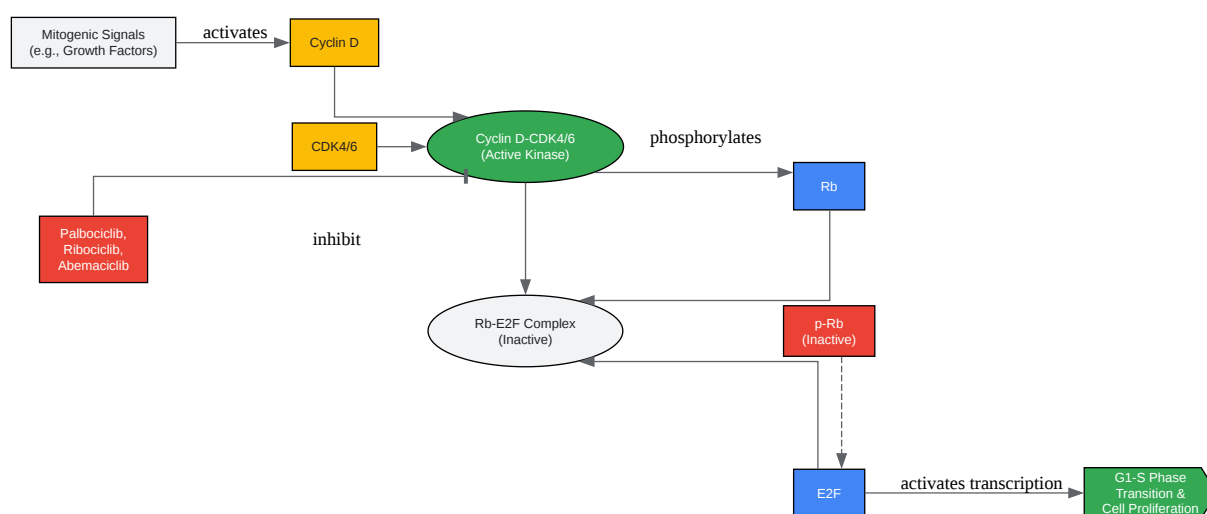 Mitogenic Signals
(e.g., Growth Factors)
activates
Cyclin D
CDK4/6
Cyclin D-CDK4/6
(Active Kinase)
phosphorylates
Rb
Palbociclib,
Ribociclib,
Abemaciclib
inhibit
Rb-E2F Complex
(Inactive)
p-Rb
(Inactive)
E2F
activates transcription
G1-S Phase
Transition &
Cell Proliferation